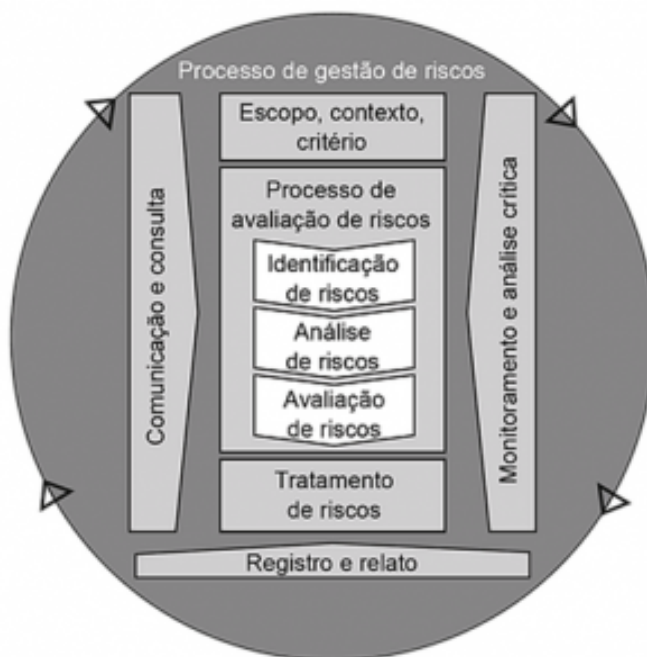 Processo de gestão de riscos
Escopo, contexto,
critério
Processo de
avaliação de riscos
Identificação
de riscos
Análise
de riscos
Avaliação
de riscos
Tratamento
de riscos
Comunicação e consulta
Monitoramento e análise crítica
Registro e relato